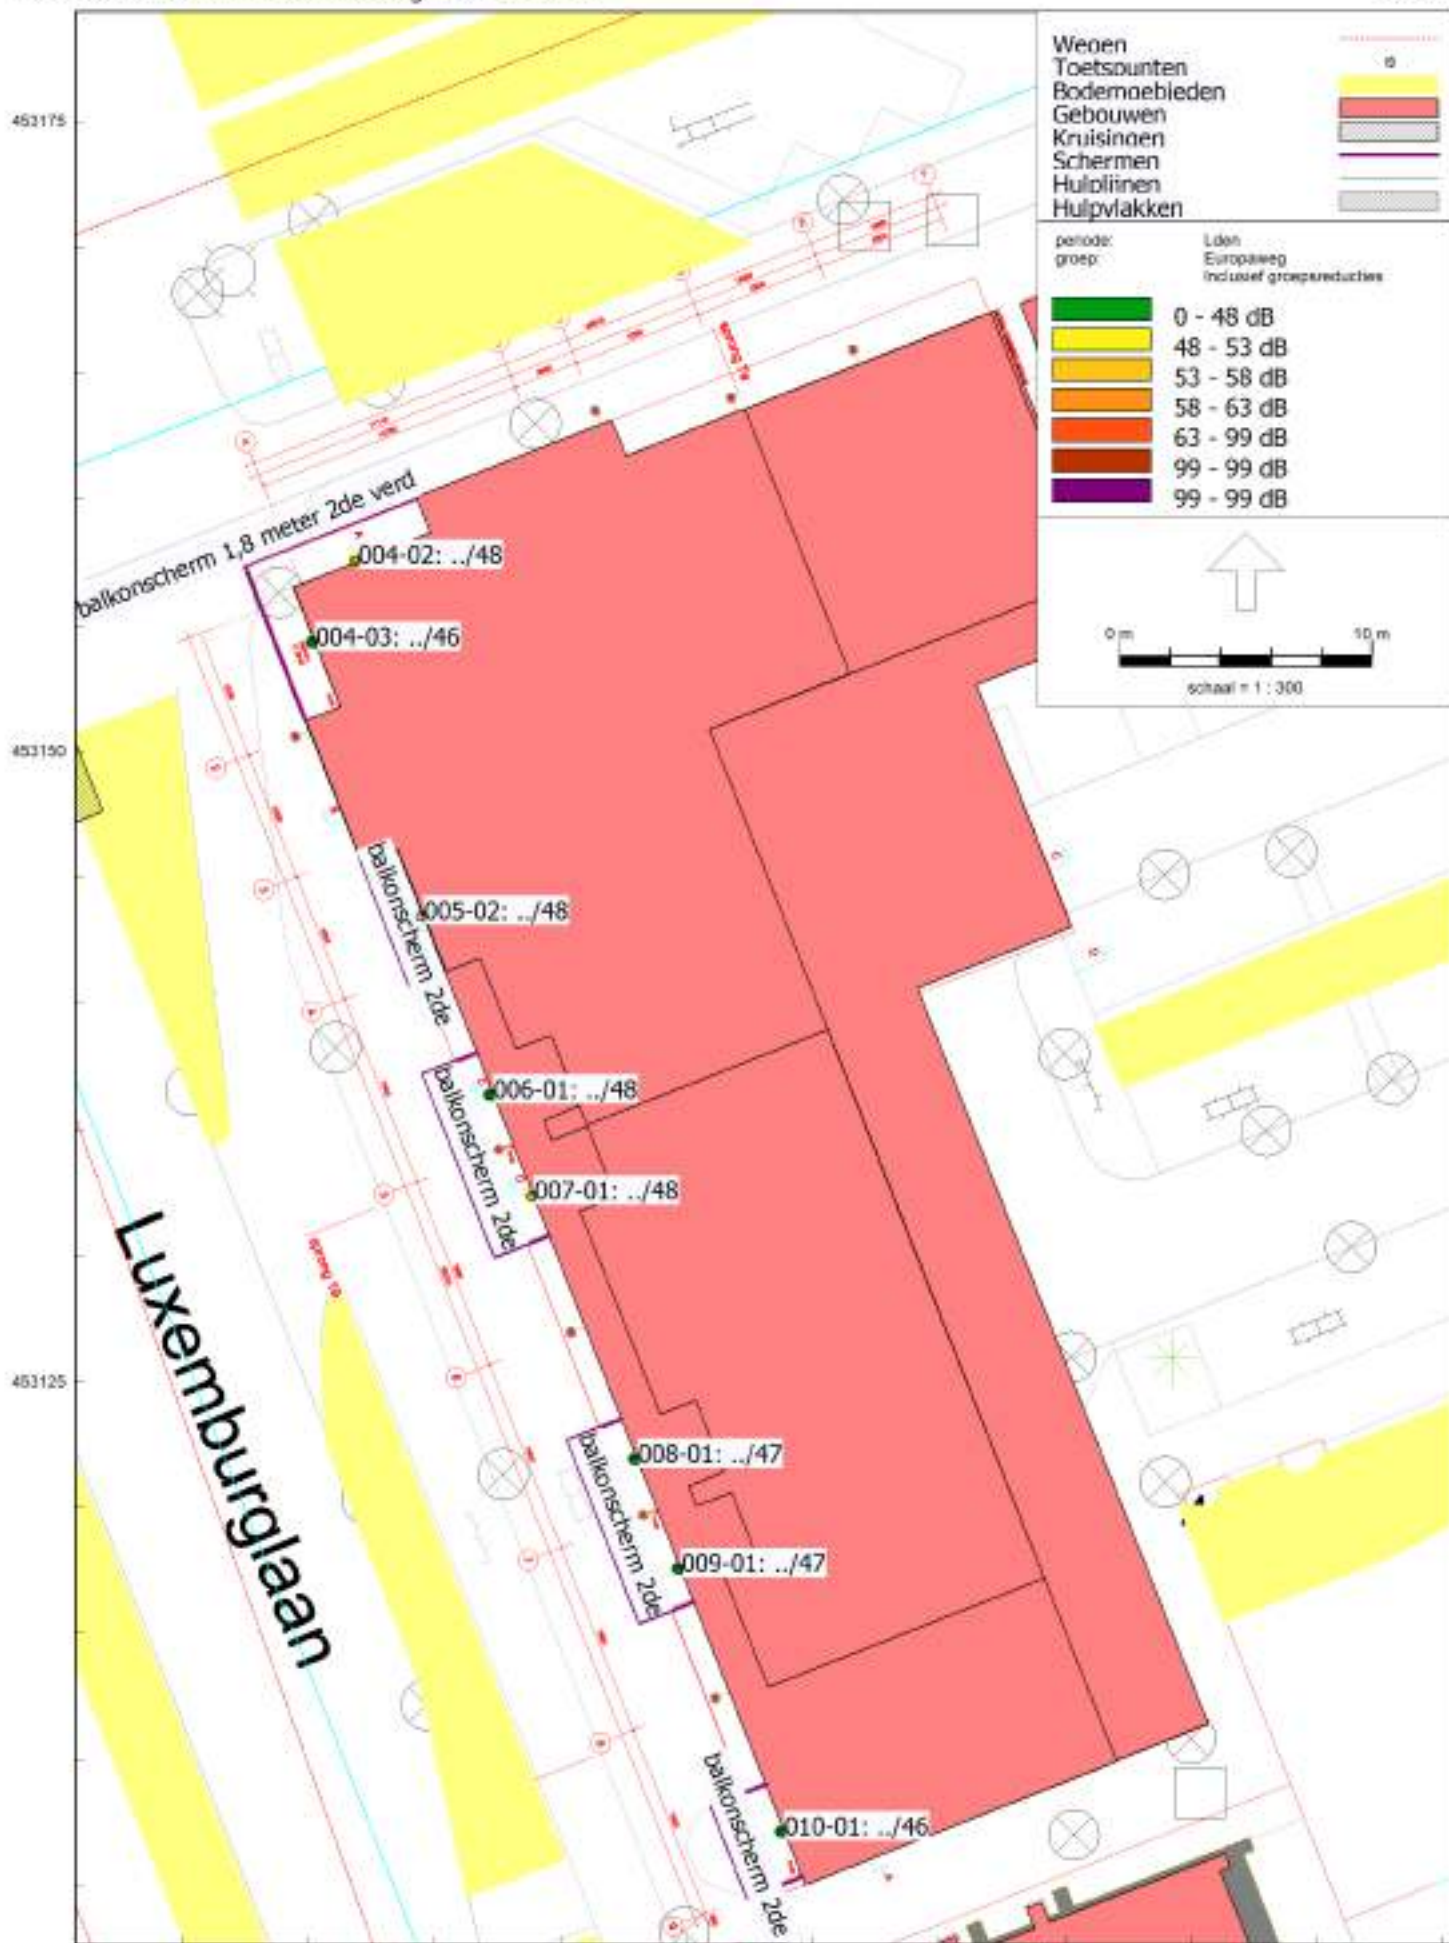 Wegen
Toetspunten
Bodemgebieden
Gebouwen
Kruisingen
Schermen
Hulplijnen
Hulpvlakken
periode: Lden
groep: Europaweg
Inclusief groepsreducties
0 - 48 dB
48 - 53 dB
53 - 58 dB
58 - 63 dB
63 - 99 dB
99 - 99 dB
99 - 99 dB
0 m 10 m
schaal = 1 : 300
453175
balkonscherm 1,8 meter 2de verd
004-02: ../48
004-03: ../46
453150
balkonscherm 2de
005-02: ../48
balkonscherm 2de
006-01: ../48
007-01: ../48
Luxemburglaan
453125
balkonscherm 2de
008-01: ../47
009-01: ../47
balkonscherm 2de
010-01: ../46